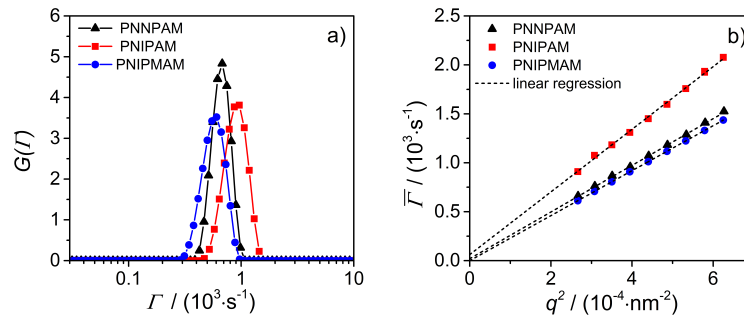 a)
PNNPAM
PNIPAM
PNIPMAM
G(Γ)
6
5
4
3
2
1
0
0.1
1
10
Γ / (10³·s⁻¹)
b)
PNNPAM
PNIPAM
PNIPMAM
linear regression
Γ̅ / (10³·s⁻¹)
2.5
2.0
1.5
1.0
0.5
0.0
0
2
4
6
q² / (10⁻⁴·nm⁻²)